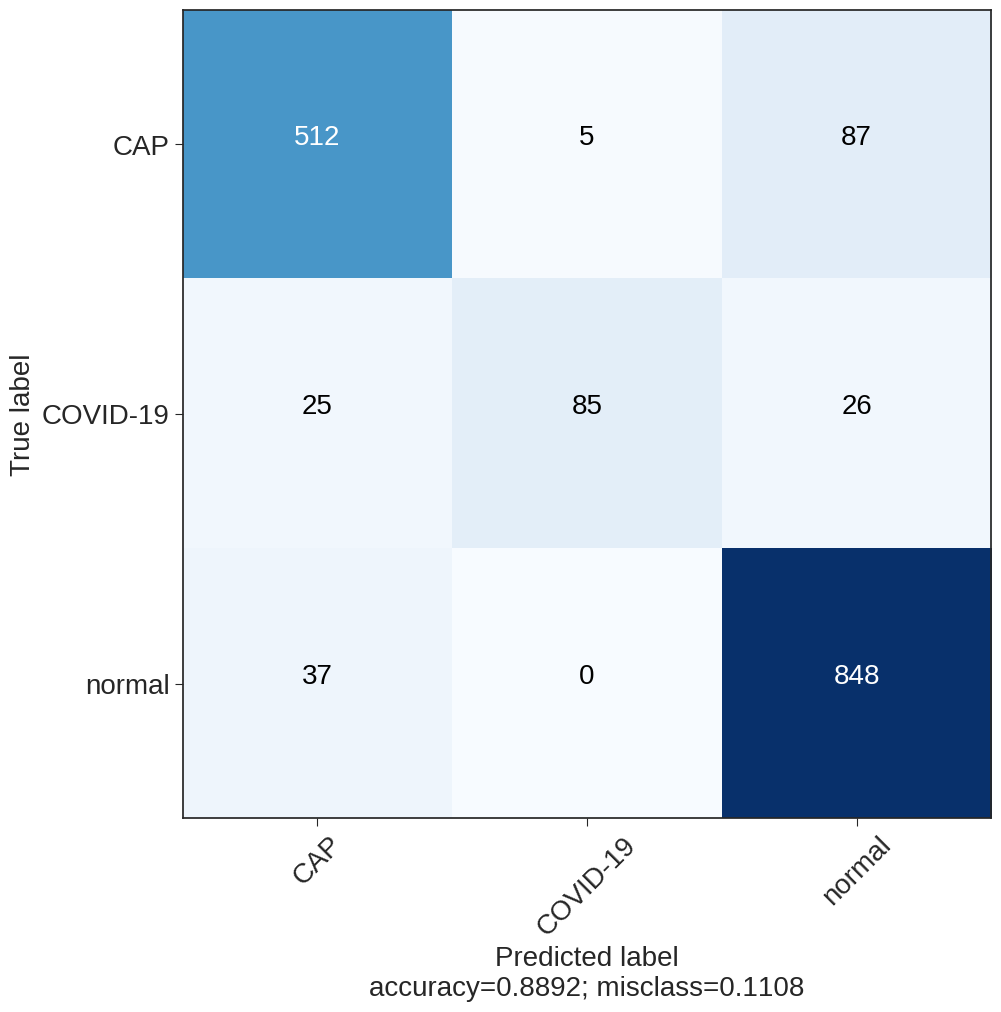 True label
CAP
512 5 87
COVID-19
25 85 26
normal
37 0 848
CAP COVID-19 normal
Predicted label
accuracy=0.8892; misclass=0.1108